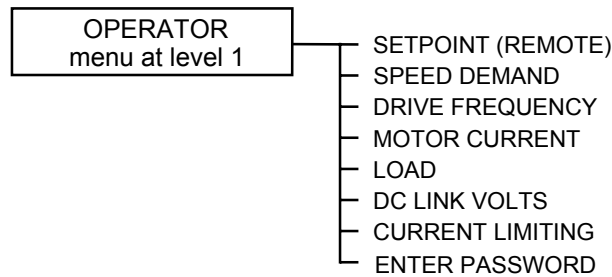 OPERATOR
menu at level 1
SETPOINT (REMOTE)
SPEED DEMAND
DRIVE FREQUENCY
MOTOR CURRENT
LOAD
DC LINK VOLTS
CURRENT LIMITING
ENTER PASSWORD